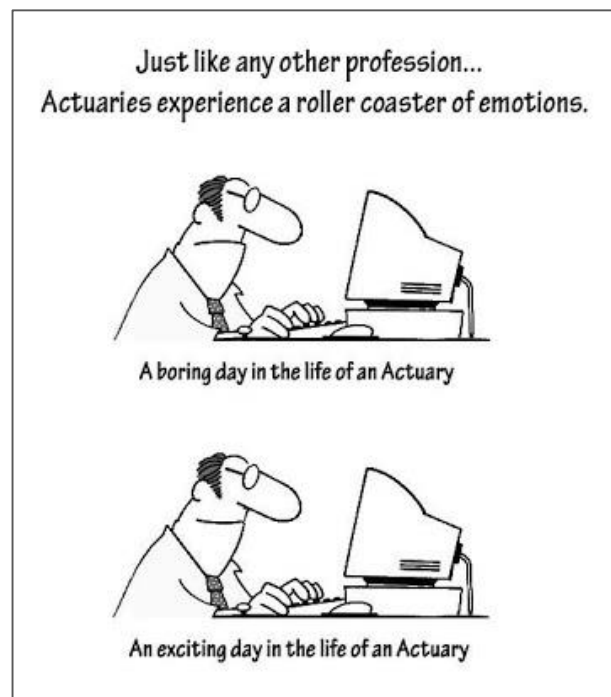 Just like any other profession...
Actuaries experience a roller coaster of emotions.
A boring day in the life of an Actuary
An exciting day in the life of an Actuary